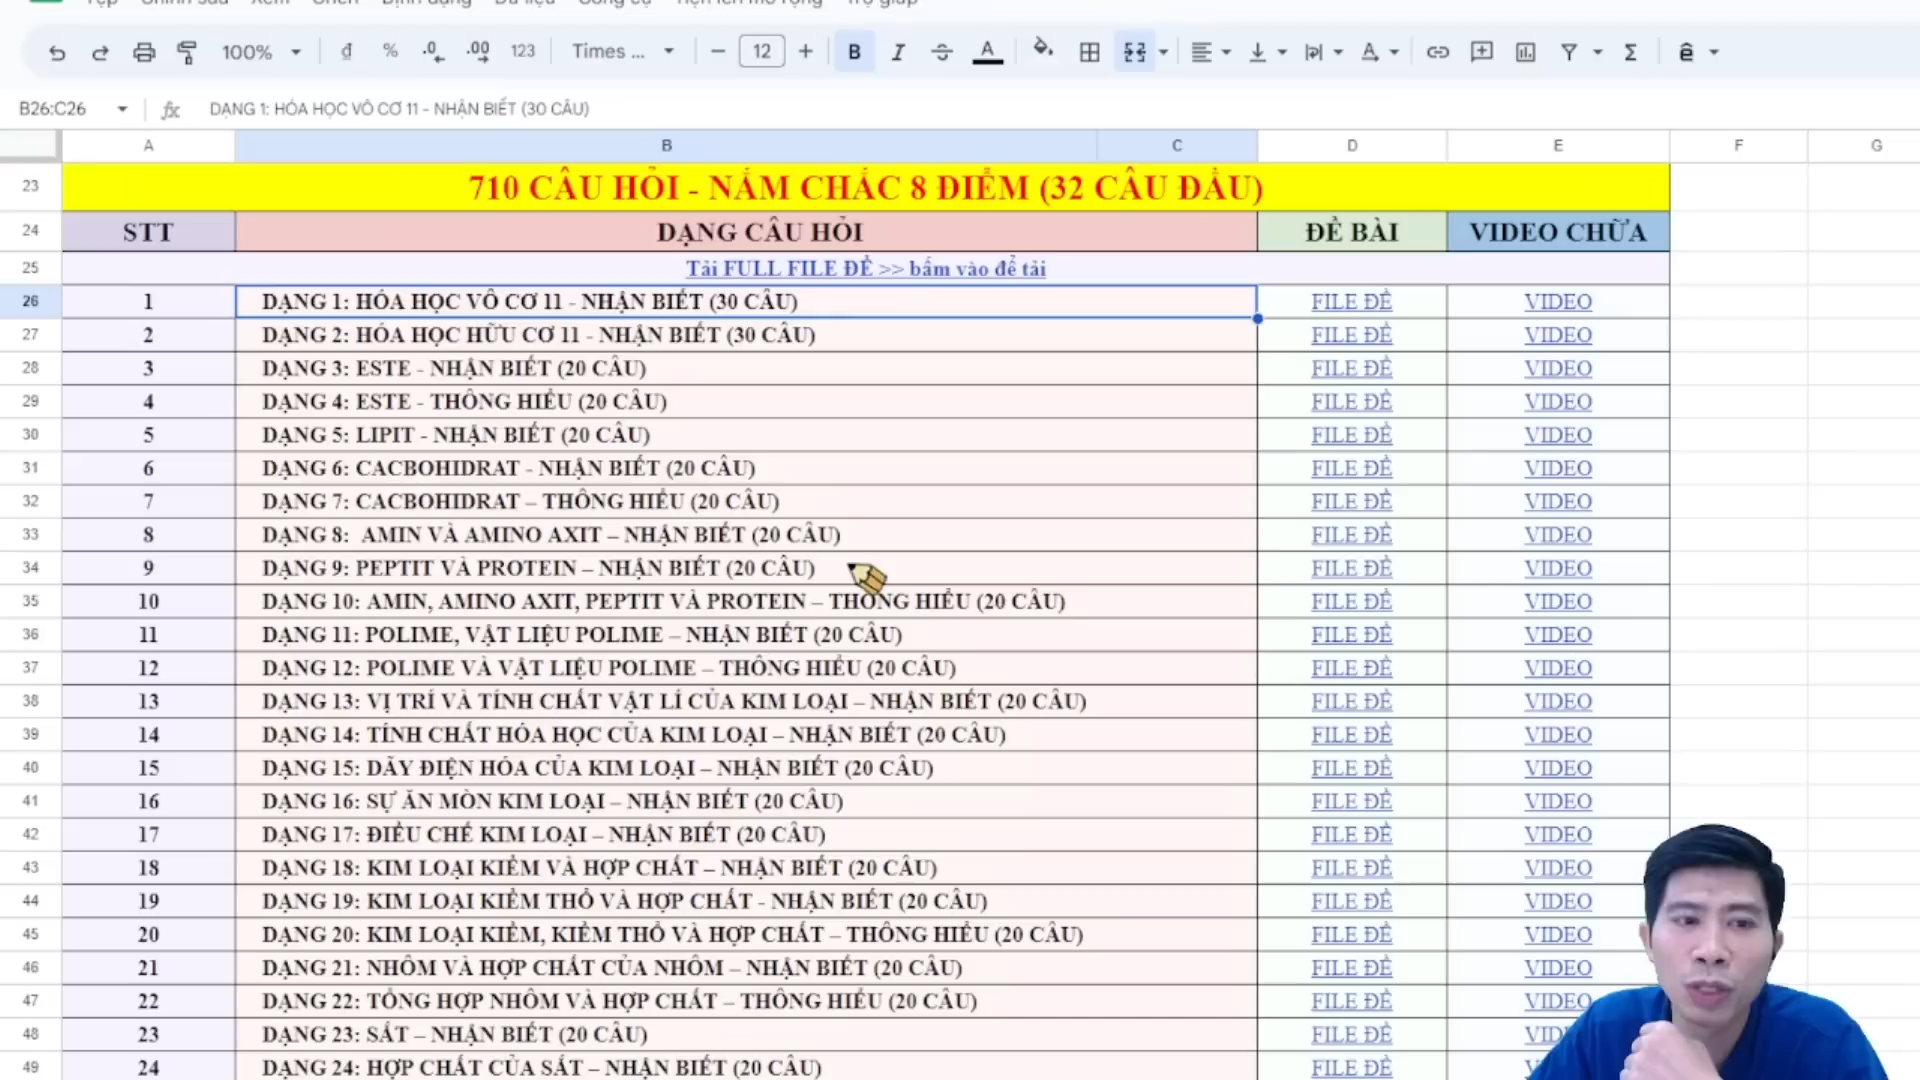 Tệp Chỉnh sửa Xem Chèn Định dạng Dữ liệu Công cụ Tiện ích mở rộng Trợ giúp
100% đ % .0 .00 123 Times ... 12 B I A Σ ê
B26:C26 fx DẠNG 1: HÓA HỌC VÔ CƠ 11 - NHẬN BIẾT (30 CÂU)
A B C D E F G
23 710 CÂU HỎI - NẮM CHẮC 8 ĐIỂM (32 CÂU ĐẦU)
24 STT DẠNG CÂU HỎI ĐỀ BÀI VIDEO CHỮA
25 Tải FULL FILE ĐỀ >> bấm vào để tải
26 1 DẠNG 1: HÓA HỌC VÔ CƠ 11 - NHẬN BIẾT (30 CÂU) FILE ĐỀ VIDEO
27 2 DẠNG 2: HÓA HỌC HỮU CƠ 11 - NHẬN BIẾT (30 CÂU) FILE ĐỀ VIDEO
28 3 DẠNG 3: ESTE - NHẬN BIẾT (20 CÂU) FILE ĐỀ VIDEO
29 4 DẠNG 4: ESTE - THÔNG HIỂU (20 CÂU) FILE ĐỀ VIDEO
30 5 DẠNG 5: LIPIT - NHẬN BIẾT (20 CÂU) FILE ĐỀ VIDEO
31 6 DẠNG 6: CACBOHIDRAT - NHẬN BIẾT (20 CÂU) FILE ĐỀ VIDEO
32 7 DẠNG 7: CACBOHIDRAT – THÔNG HIỂU (20 CÂU) FILE ĐỀ VIDEO
33 8 DẠNG 8: AMIN VÀ AMINO AXIT – NHẬN BIẾT (20 CÂU) FILE ĐỀ VIDEO
34 9 DẠNG 9: PEPTIT VÀ PROTEIN – NHẬN BIẾT (20 CÂU) FILE ĐỀ VIDEO
35 10 DẠNG 10: AMIN, AMINO AXIT, PEPTIT VÀ PROTEIN – THÔNG HIỂU (20 CÂU) FILE ĐỀ VIDEO
36 11 DẠNG 11: POLIME, VẬT LIỆU POLIME – NHẬN BIẾT (20 CÂU) FILE ĐỀ VIDEO
37 12 DẠNG 12: POLIME VÀ VẬT LIỆU POLIME – THÔNG HIỂU (20 CÂU) FILE ĐỀ VIDEO
38 13 DẠNG 13: VỊ TRÍ VÀ TÍNH CHẤT VẬT LÍ CỦA KIM LOẠI – NHẬN BIẾT (20 CÂU) FILE ĐỀ VIDEO
39 14 DẠNG 14: TÍNH CHẤT HÓA HỌC CỦA KIM LOẠI – NHẬN BIẾT (20 CÂU) FILE ĐỀ VIDEO
40 15 DẠNG 15: DÃY ĐIỆN HÓA CỦA KIM LOẠI – NHẬN BIẾT (20 CÂU) FILE ĐỀ VIDEO
41 16 DẠNG 16: SỰ ĂN MÒN KIM LOẠI – NHẬN BIẾT (20 CÂU) FILE ĐỀ VIDEO
42 17 DẠNG 17: ĐIỀU CHẾ KIM LOẠI – NHẬN BIẾT (20 CÂU) FILE ĐỀ VIDEO
43 18 DẠNG 18: KIM LOẠI KIỀM VÀ HỢP CHẤT – NHẬN BIẾT (20 CÂU) FILE ĐỀ VIDEO
44 19 DẠNG 19: KIM LOẠI KIỀM THỔ VÀ HỢP CHẤT - NHẬN BIẾT (20 CÂU) FILE ĐỀ VIDEO
45 20 DẠNG 20: KIM LOẠI KIỀM, KIỀM THỔ VÀ HỢP CHẤT – THÔNG HIỂU (20 CÂU) FILE ĐỀ VIDEO
46 21 DẠNG 21: NHÔM VÀ HỢP CHẤT CỦA NHÔM – NHẬN BIẾT (20 CÂU) FILE ĐỀ VIDEO
47 22 DẠNG 22: TỔNG HỢP NHÔM VÀ HỢP CHẤT – THÔNG HIỂU (20 CÂU) FILE ĐỀ VIDEO
48 23 DẠNG 23: SẮT – NHẬN BIẾT (20 CÂU) FILE ĐỀ
49 24 DẠNG 24: HỢP CHẤT CỦA SẮT – NHẬN BIẾT (20 CÂU) FILE ĐỀ